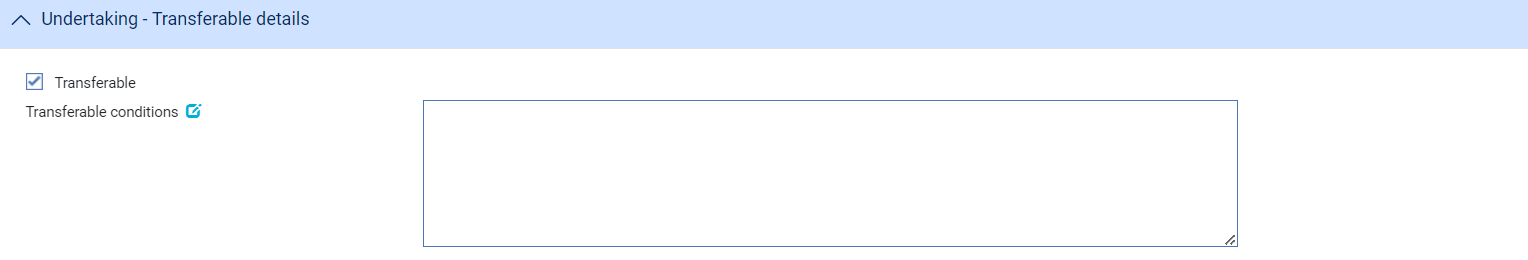 Undertaking - Transferable details
Transferable
Transferable conditions